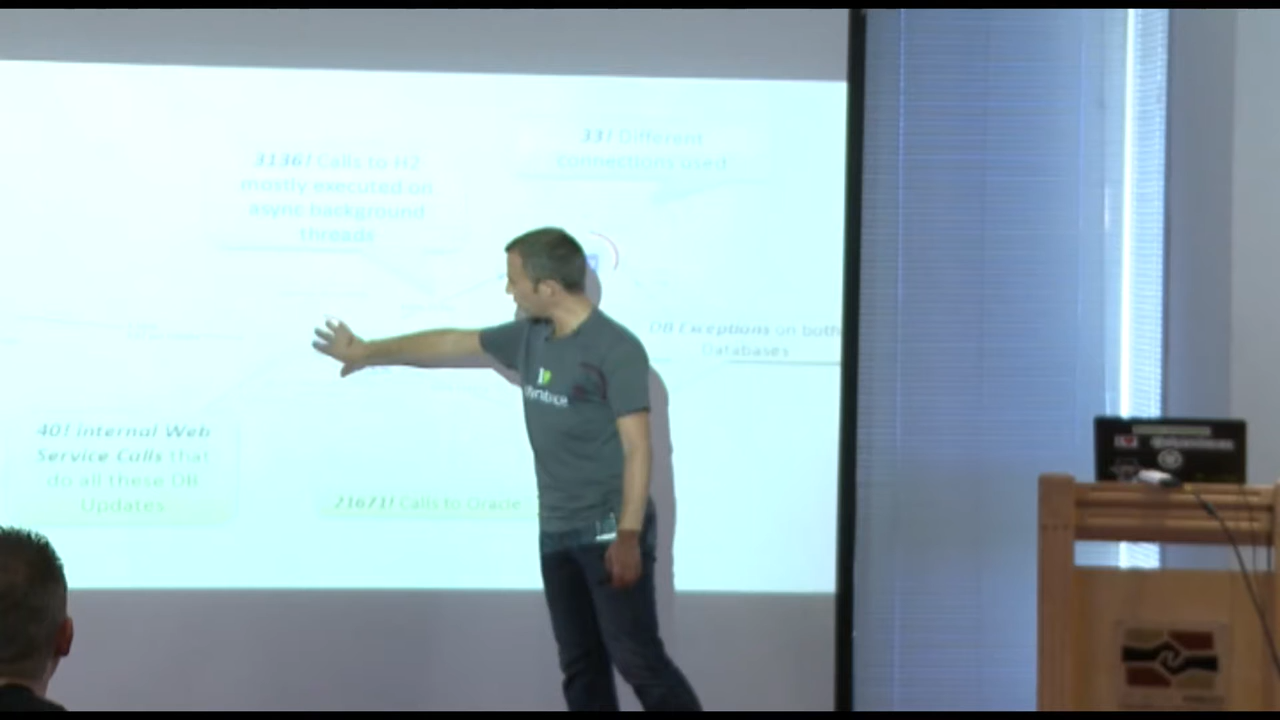 33! Different
connections used
3136! Calls to H2
mostly executed on
async background
threads
DB Exceptions on both
Databases
40! internal Web
Service Calls that
do all these DB
Updates
21671! Calls to Oracle